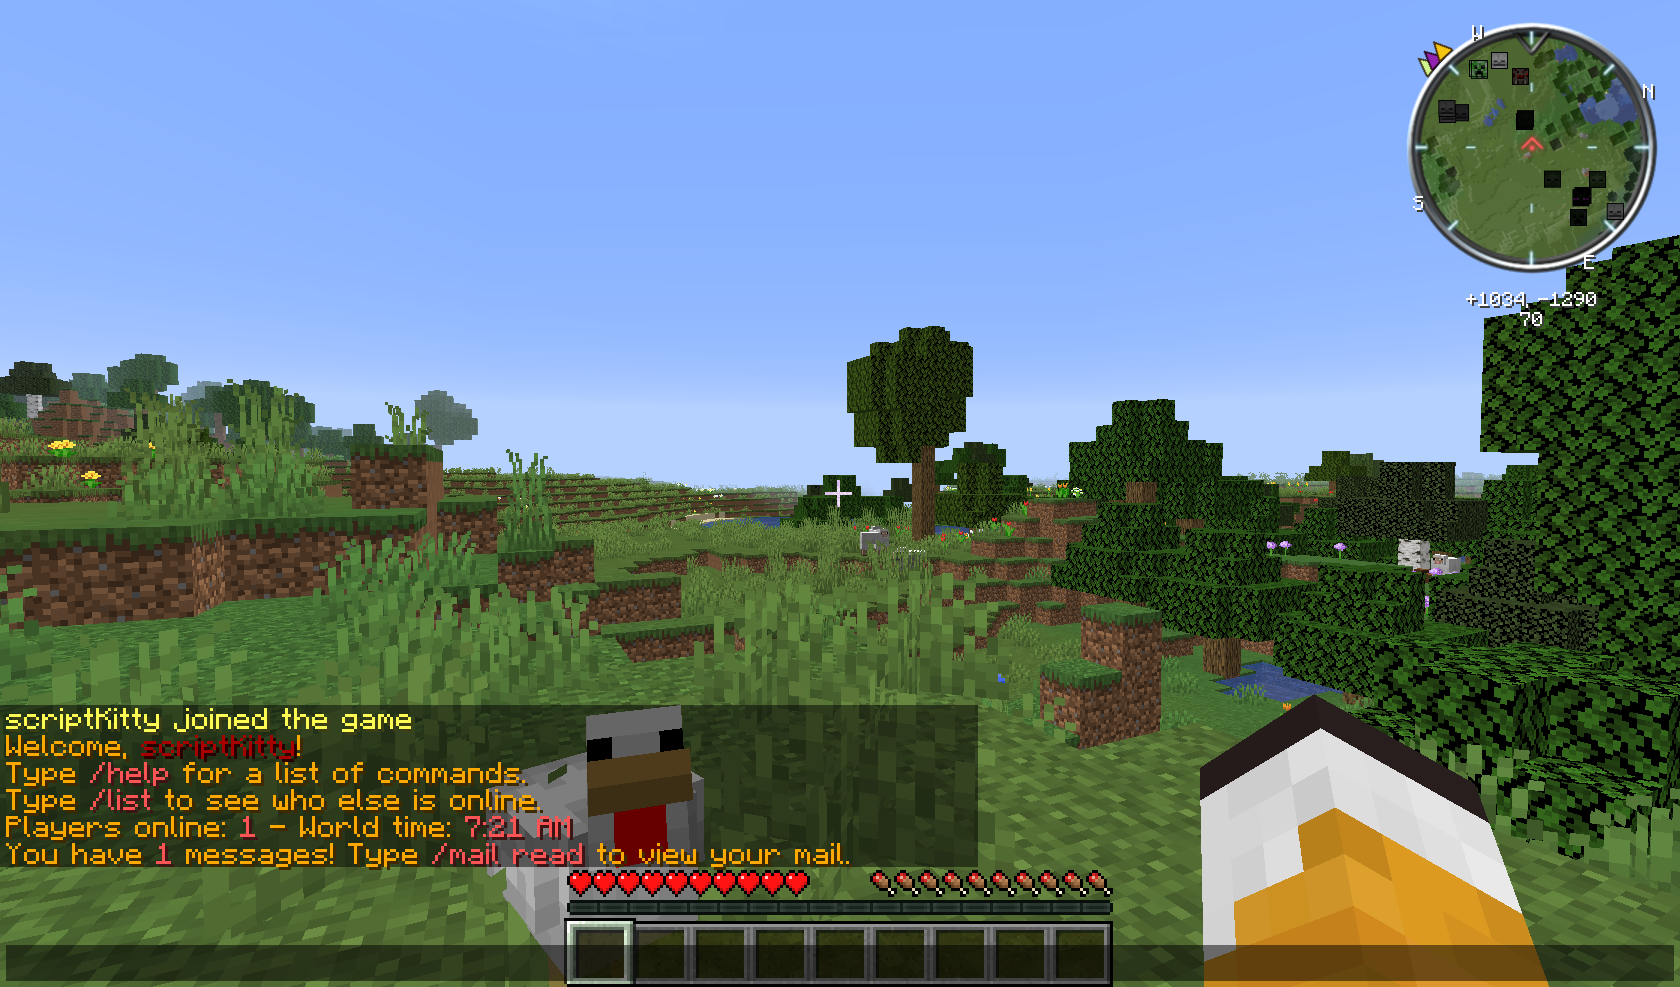 W
N
S
E
+1034, -1290
70
scriptKitty joined the game
Welcome, scriptKitty!
Type /help for a list of commands.
Type /list to see who else is online.
Players online: 1 - World time: 7:21 AM
You have 1 messages! Type /mail read to view your mail.